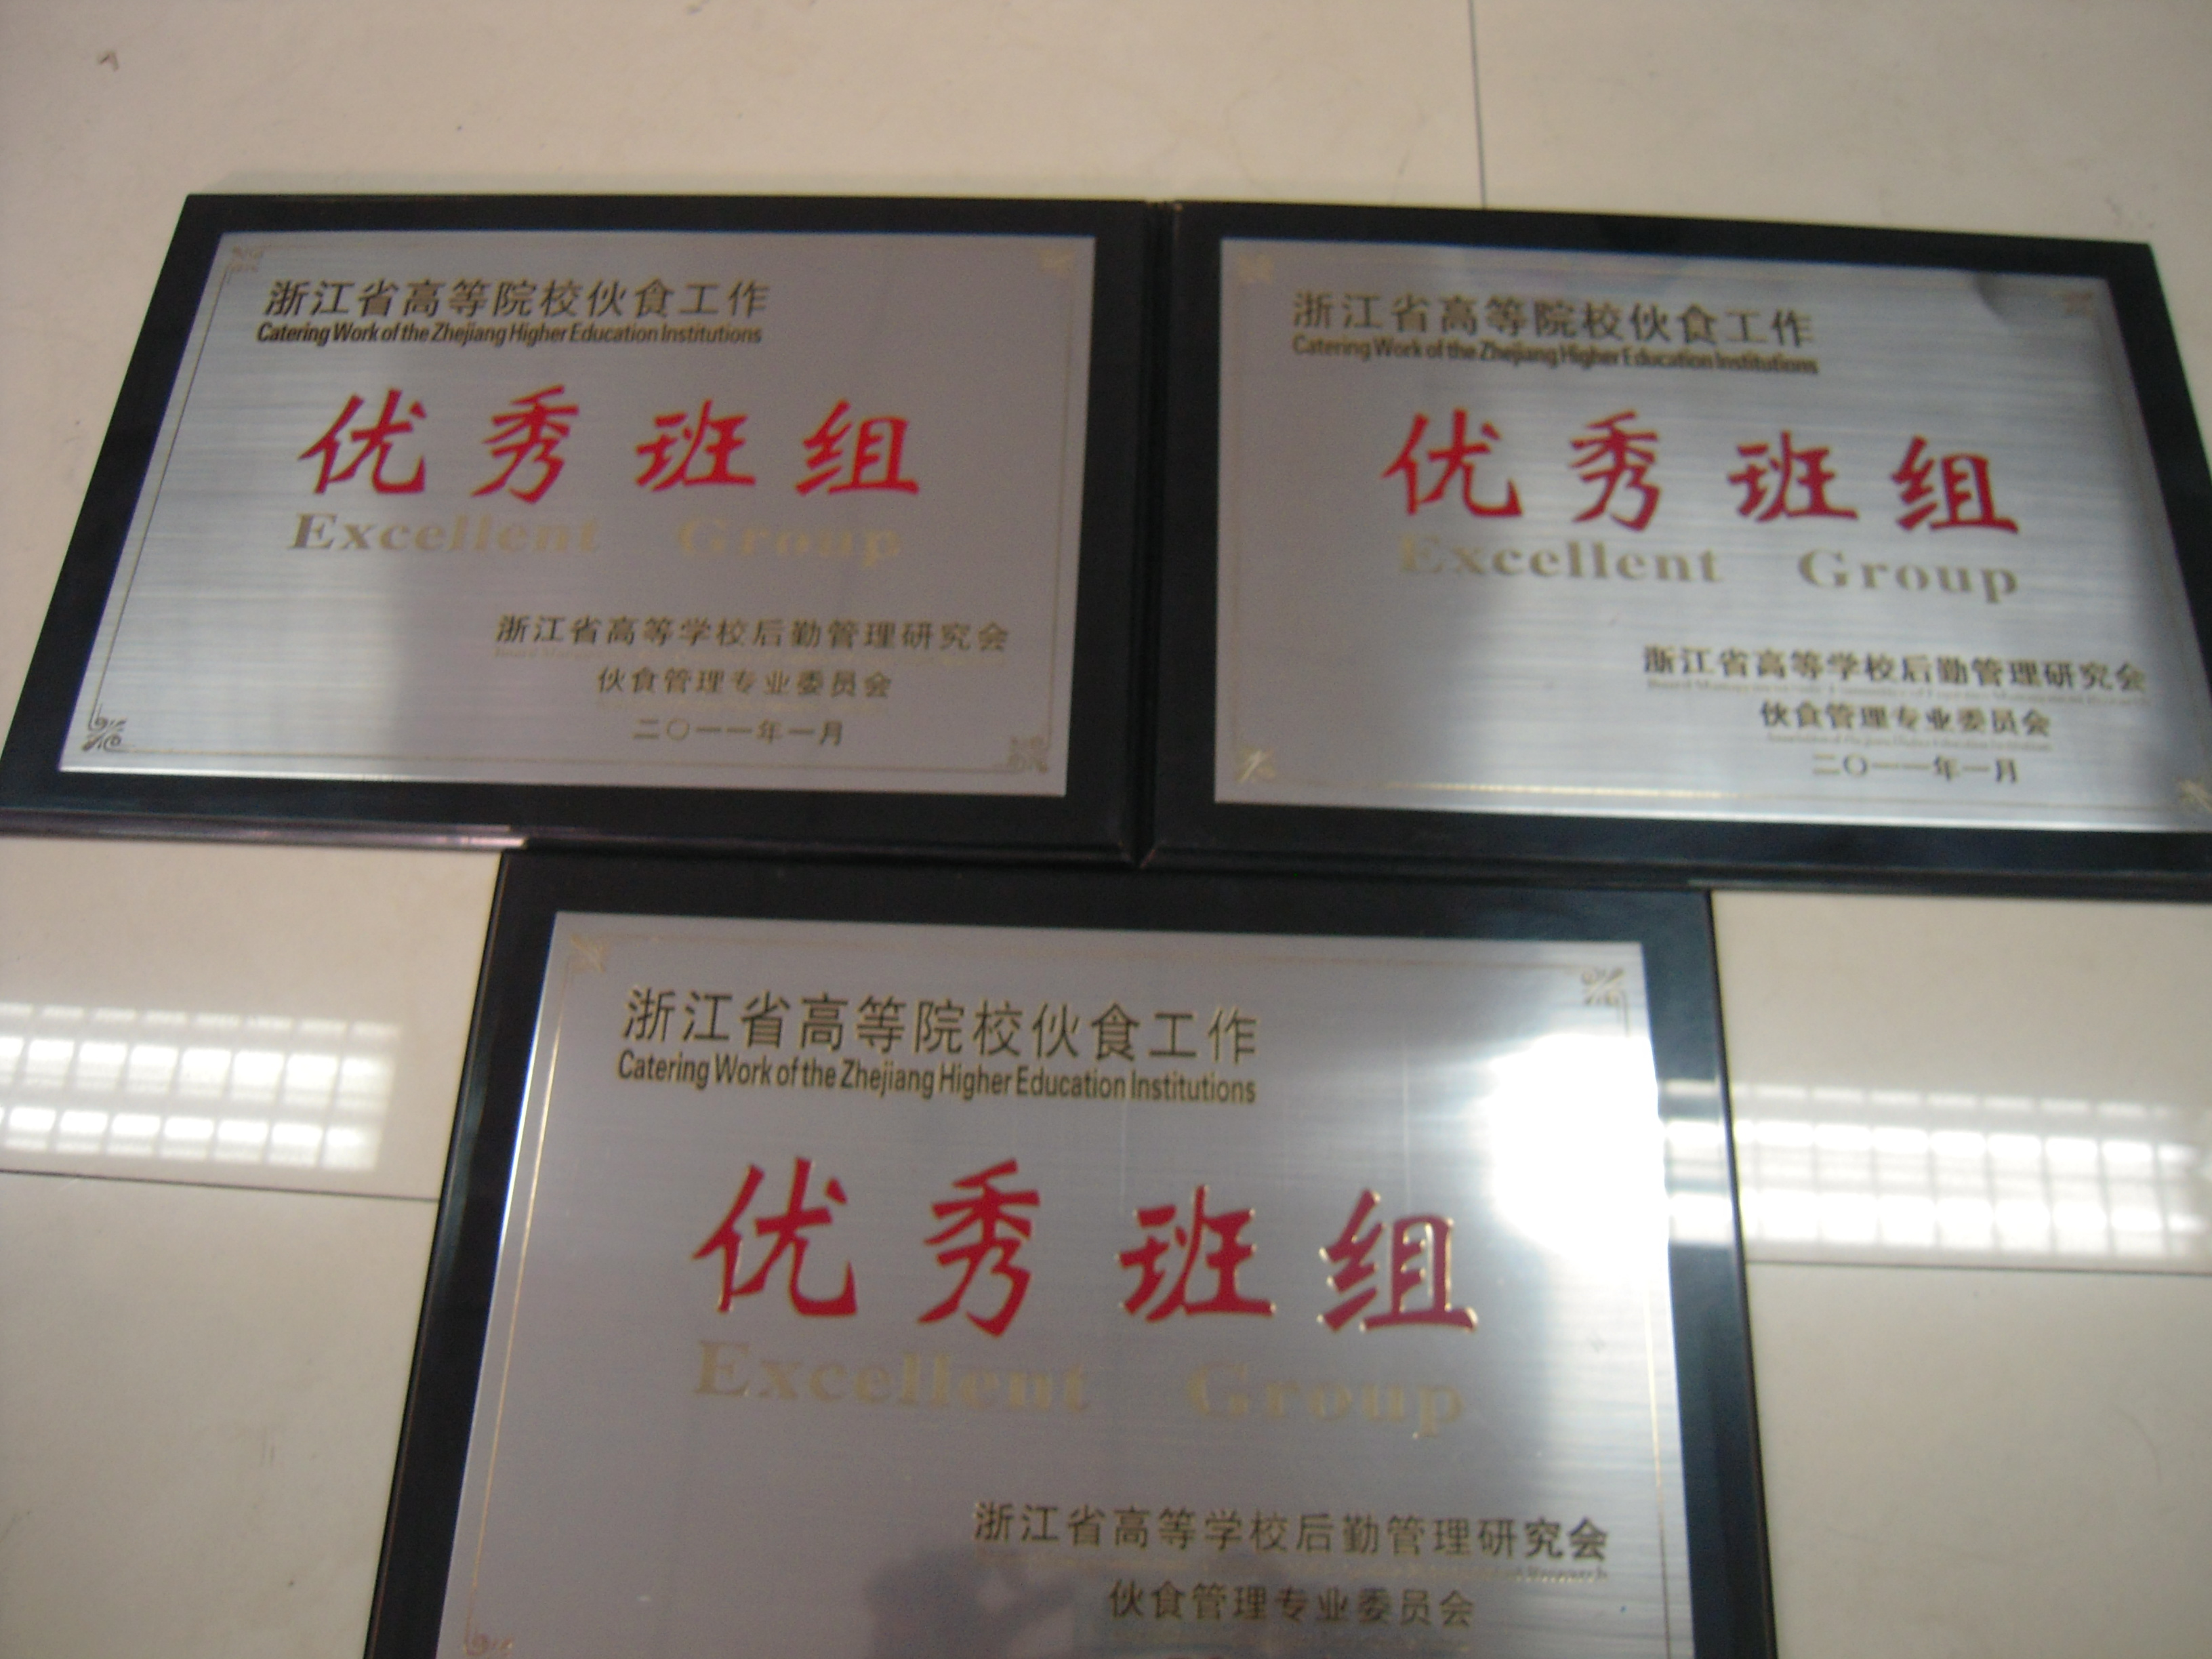 浙江省高等院校伙食工作
Catering Work of the Zhejiang Higher Education Institutions
优秀班组
Excellent Group
浙江省高等学校后勤管理研究会
伙食管理专业委员会
二〇一一年一月
浙江省高等院校伙食工作
Catering Work of the Zhejiang Higher Education Institutions
优秀班组
Excellent Group
浙江省高等学校后勤管理研究会
伙食管理专业委员会
二〇一一年一月
浙江省高等院校伙食工作
Catering Work of the Zhejiang Higher Education Institutions
优秀班组
Excellent Group
浙江省高等学校后勤管理研究会
伙食管理专业委员会